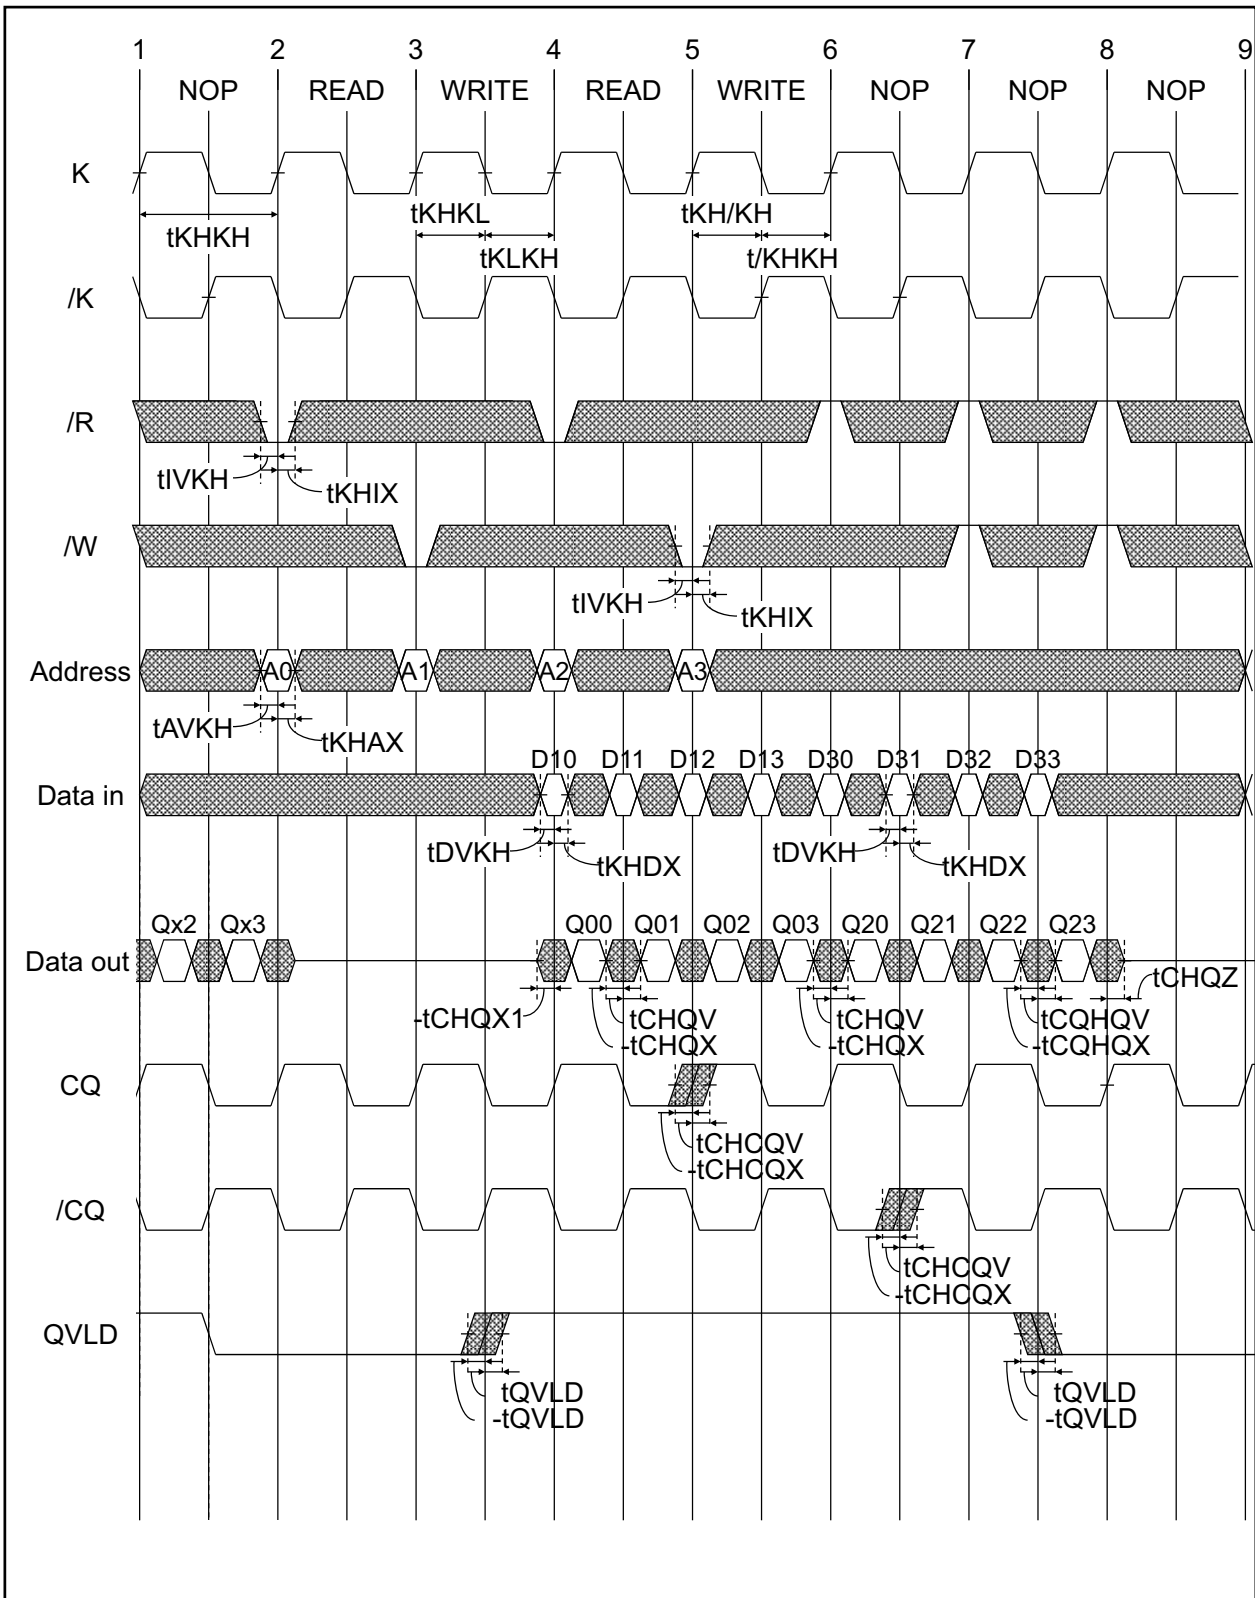 1 2 3 4 5 6 7 8 9
NOP READ WRITE READ WRITE NOP NOP NOP
K
tKHKL tKH/KH
tKHKH
tKLKH t/KHKH
/K
/R
tIVKH tKHIX
/W
tIVKH tKHIX
Address A0 A1 A2 A3
tAVKH tKHAX
D10 D11 D12 D13 D30 D31 D32 D33
Data in
tDVKH tKHDX tDVKH tKHDX
Qx2 Qx3 Q00 Q01 Q02 Q03 Q20 Q21 Q22 Q23
Data out
tCHQZ
-tCHQX1 tCHQV tCHQV tCQHQV
-tCHQX -tCHQX -tCQHQX
CQ
tCHCQV
-tCHCQX
/CQ
tCHCQV
-tCHCQX
QVLD
tQVLD tQVLD
-tQVLD -tQVLD